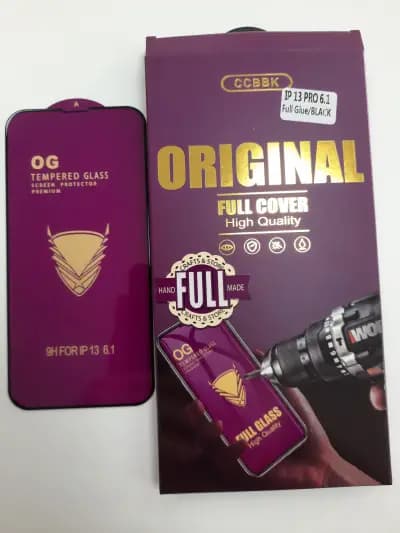 A
OG
TEMPERED GLASS
SCREEN PROTECTOR
PREMIUM
9H FOR IP 13 6.1
CCBBK
IP 13 PRO 6.1
Full Glue/BLACK
ORIGINAL
FULL COVER
High Quality
CRAFTS & STORE
HAND FULL MADE
CRAFTS & STORE
OG
TEMPERED GLASS
FULL GLASS
High Quality